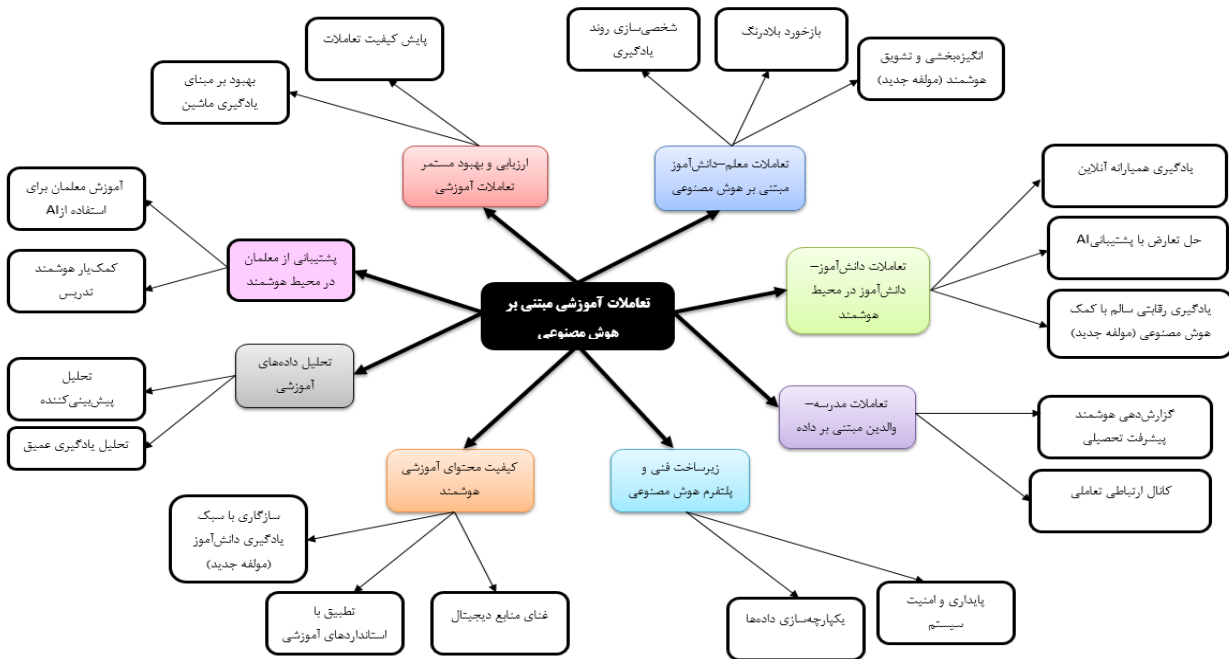 پایش کیفیت تعاملات
بهبود بر مبنای
یادگیری ماشین
شخصی‌سازی روند
یادگیری
بازخورد بلادرنگ
انگیزه‌بخشی و تشویق
هوشمند (مولفه جدید)
ارزیابی و بهبود مستمر
تعاملات آموزشی
تعاملات معلم–دانش‌آموز
مبتنی بر هوش مصنوعی
یادگیری همیارانه آنلاین
حل تعارض با پشتیبانیAI
یادگیری رقابتی سالم با کمک
هوش مصنوعی (مولفه جدید)
تعاملات دانش‌آموز–
دانش‌آموز در محیط
هوشمند
آموزش معلمان برای
استفاده ازAI
کمک‌یار هوشمند
تدریس
پشتیبانی از معلمان
در محیط هوشمند
تعاملات آموزشی مبتنی بر
هوش مصنوعی
تحلیل داده‌های
آموزشی
تحلیل
پیش‌بینی‌کننده
تحلیل یادگیری عمیق
تعاملات مدرسه–
والدین مبتنی بر داده
گزارش‌دهی هوشمند
پیشرفت تحصیلی
کانال ارتباطی تعاملی
کیفیت محتوای آموزشی
هوشمند
زیرساخت فنی و
پلتفرم هوش مصنوعی
سازگاری با سبک
یادگیری دانش‌آموز
(مولفه جدید)
تطبیق با
استانداردهای آموزشی
غنای منابع دیجیتال
یکپارچه‌سازی داده‌ها
پایداری و امنیت
سیستم